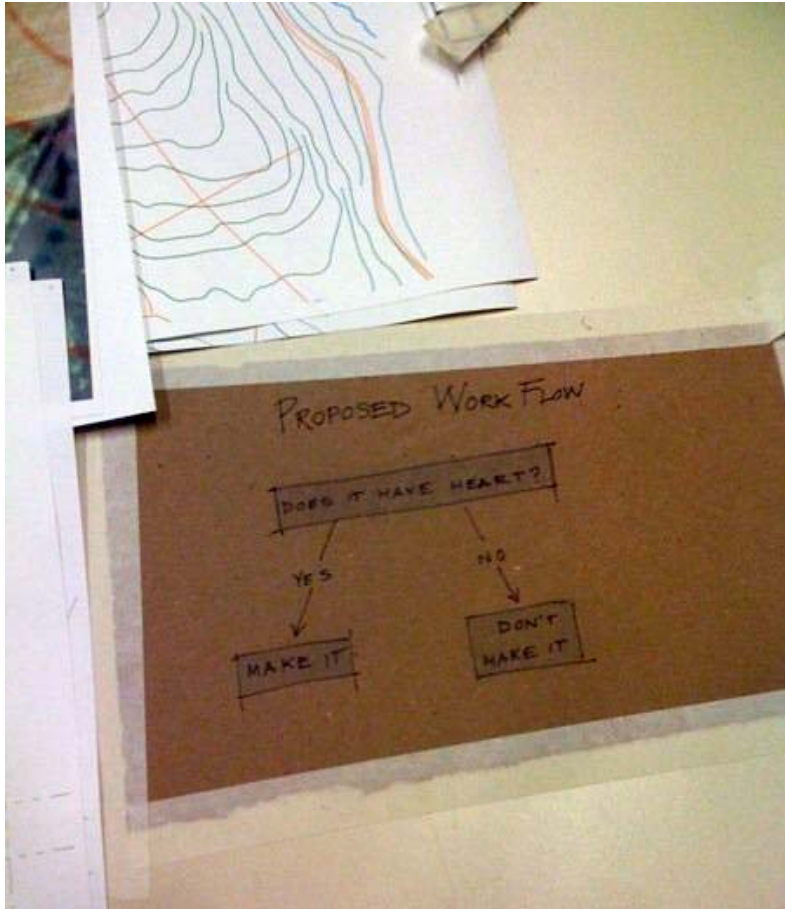 PROPOSED WORK FLOW
DOES IT HAVE HEART?
YES
NO
MAKE IT
DON'T
MAKE IT